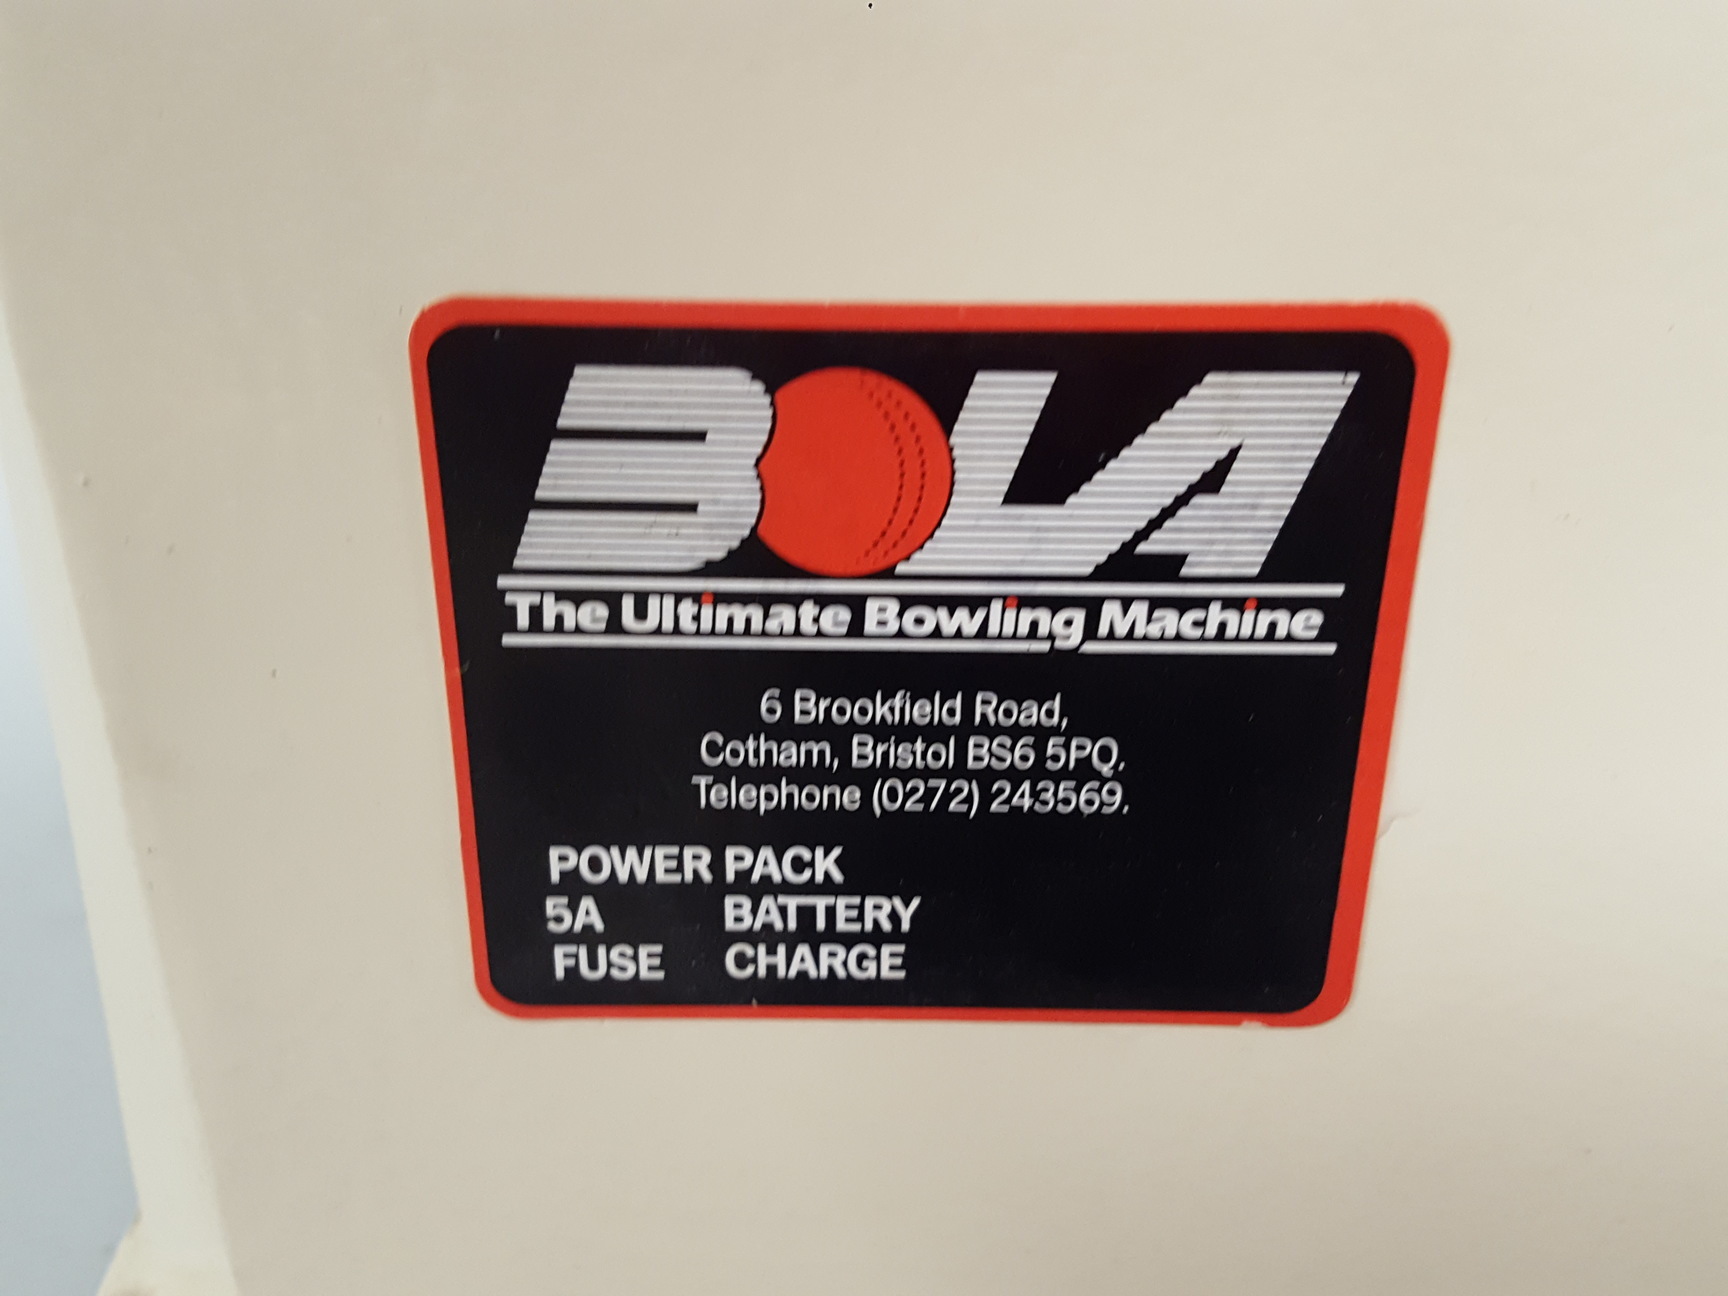 BOLA
The Ultimate Bowling Machine
6 Brookfield Road,
Cotham, Bristol BS6 5PQ.
Telephone (0272) 243569.
POWER PACK
5A BATTERY
FUSE CHARGE